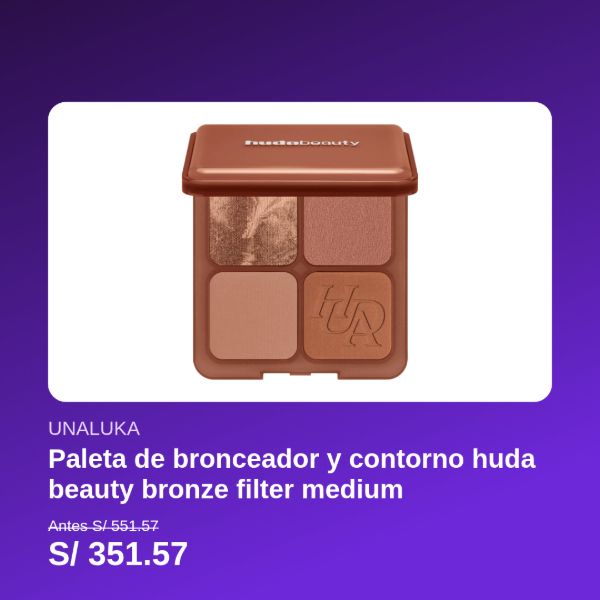 hudabeauty
HUDA
UNALUKA
Paleta de bronceador y contorno huda
beauty bronze filter medium
Antes S/ 551.57
S/ 351.57